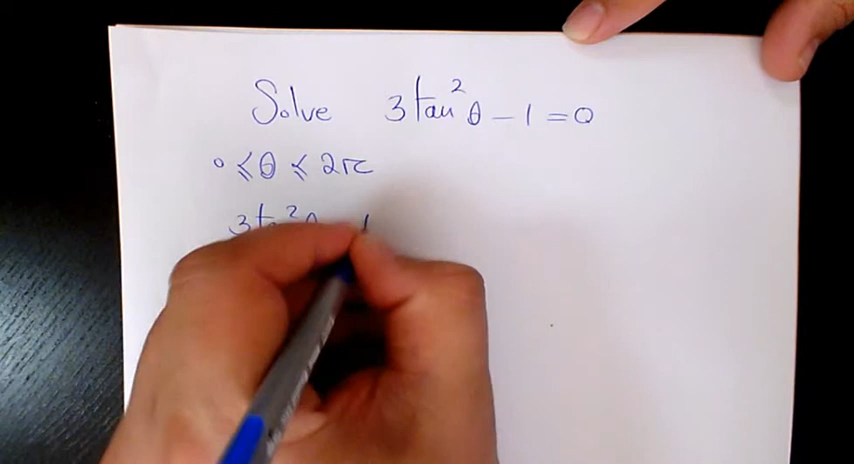 Solve 3tan²θ – 1 = 0
0 ≤ θ ≤ 2π